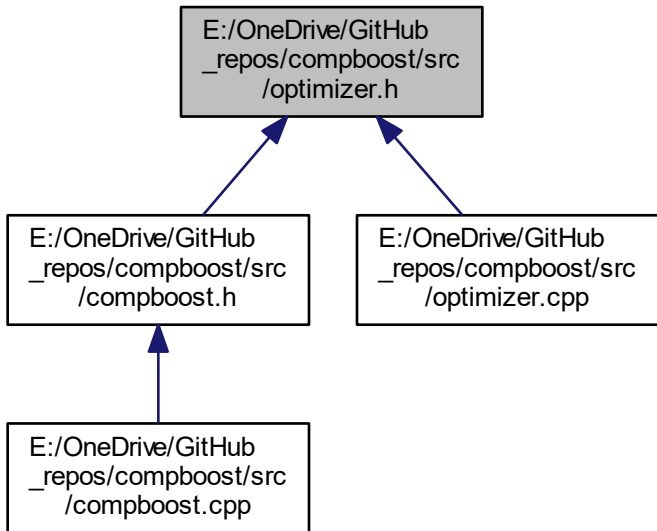 E:/OneDrive/GitHub
_repos/compboost/src
/optimizer.h
E:/OneDrive/GitHub
_repos/compboost/src
/compboost.h
E:/OneDrive/GitHub
_repos/compboost/src
/optimizer.cpp
E:/OneDrive/GitHub
_repos/compboost/src
/compboost.cpp